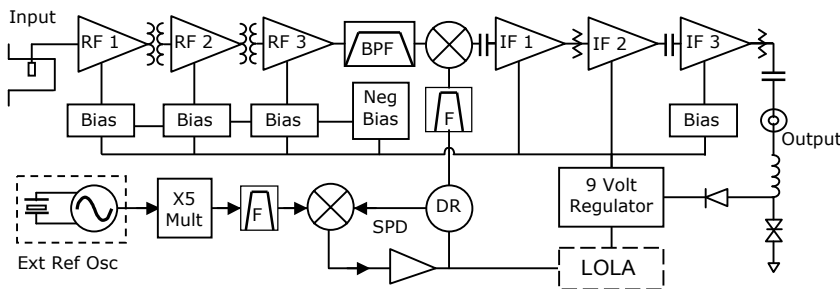 Input
RF 1
RF 2
RF 3
BPF
IF 1
IF 2
IF 3
Bias
Bias
Bias
Neg
Bias
F
Bias
Output
X5
Mult
F
SPD
DR
9 Volt
Regulator
Ext Ref Osc
LOLA